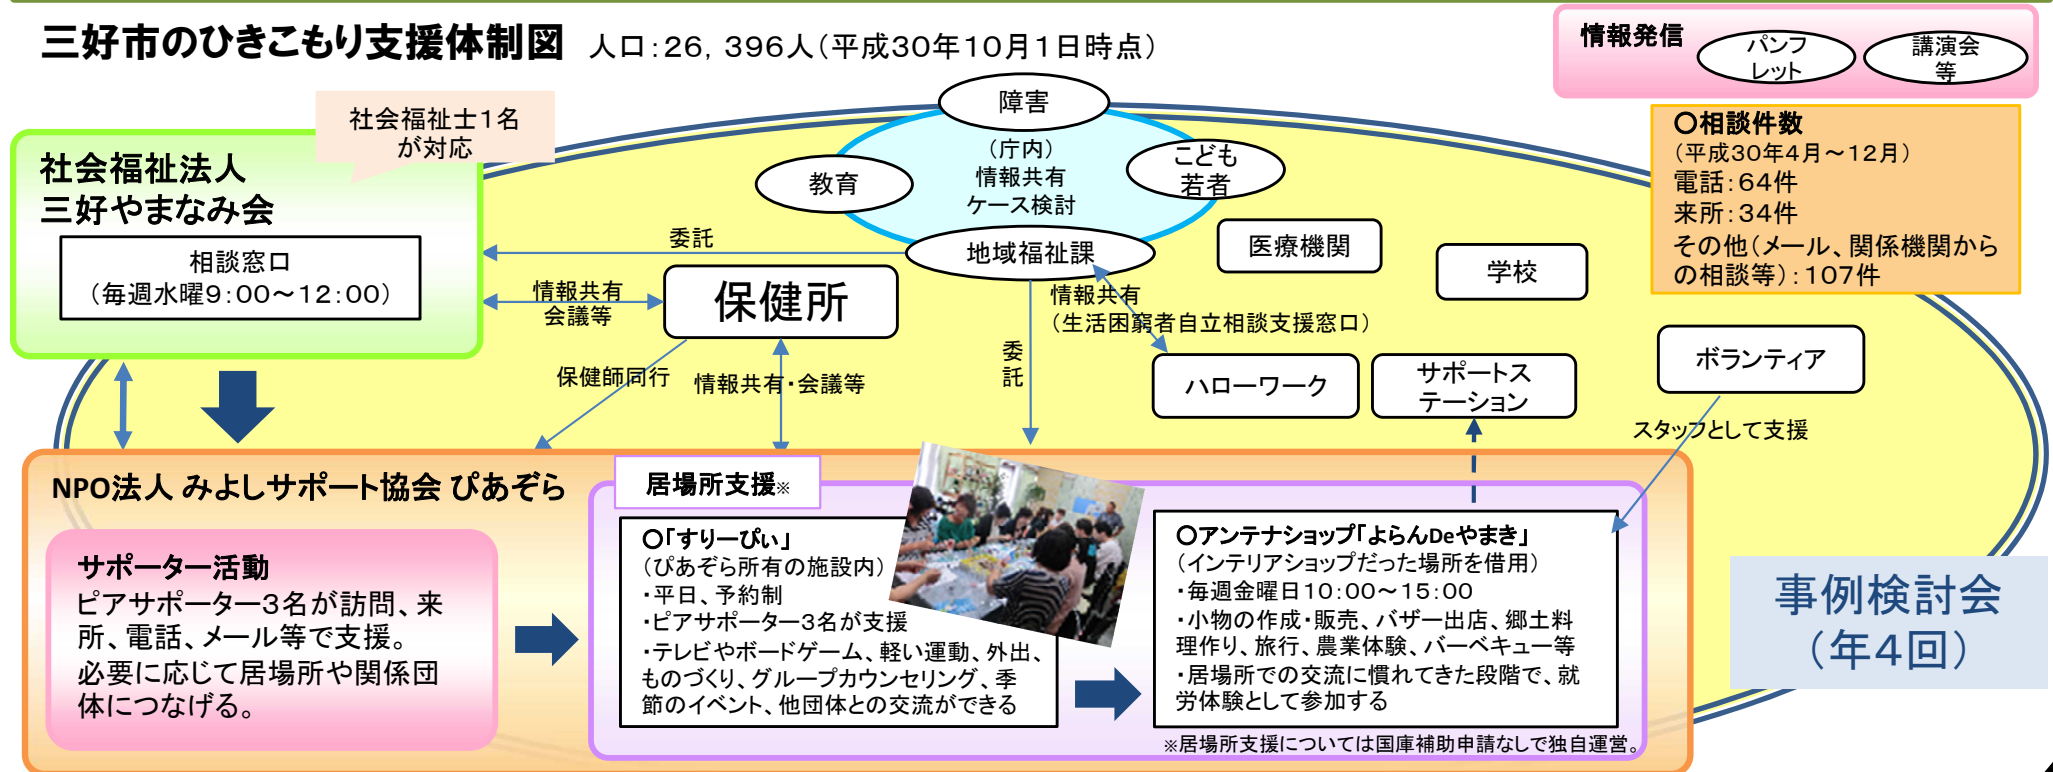 三好市のひきこもり支援体制図 人口：26，396人（平成30年10月1日時点）
情報発信
パンフ
レット
講演会
等
社会福祉士１名
が対応
社会福祉法人
三好やまなみ会
相談窓口
（毎週水曜9：00～12：00）
障害
（庁内）
情報共有
ケース検討
教育
こども
若者
地域福祉課
〇相談件数
（平成30年4月～12月）
電話：64件
来所：34件
その他（メール、関係機関から
の相談等）：107件
委託
情報共有
会議等
保健所
医療機関
学校
情報共有
（生活困窮者自立相談支援窓口）
委
託
保健師同行
情報共有・会議等
ハローワーク
サポートス
テーション
ボランティア
スタッフとして支援
NPO法人 みよしサポート協会 ぴあぞら
サポーター活動
ピアサポーター３名が訪問、来
所、電話、メール等で支援。
必要に応じて居場所や関係団
体につなげる。
居場所支援※
〇「すりーぴぃ」
（ぴあぞら所有の施設内）
・平日、予約制
・ピアサポーター３名が支援
・テレビやボードゲーム、軽い運動、外出、
ものづくり、グループカウンセリング、季
節のイベント、他団体との交流ができる
〇アンテナショップ「よらんDeやまき」
（インテリアショップだった場所を借用）
・毎週金曜日10：00～15：00
・小物の作成・販売、バザー出店、郷土料
理作り、旅行、農業体験、バーベキュー等
・居場所での交流に慣れてきた段階で、就
労体験として参加する
※居場所支援については国庫補助申請なしで独自運営。
事例検討会
（年４回）